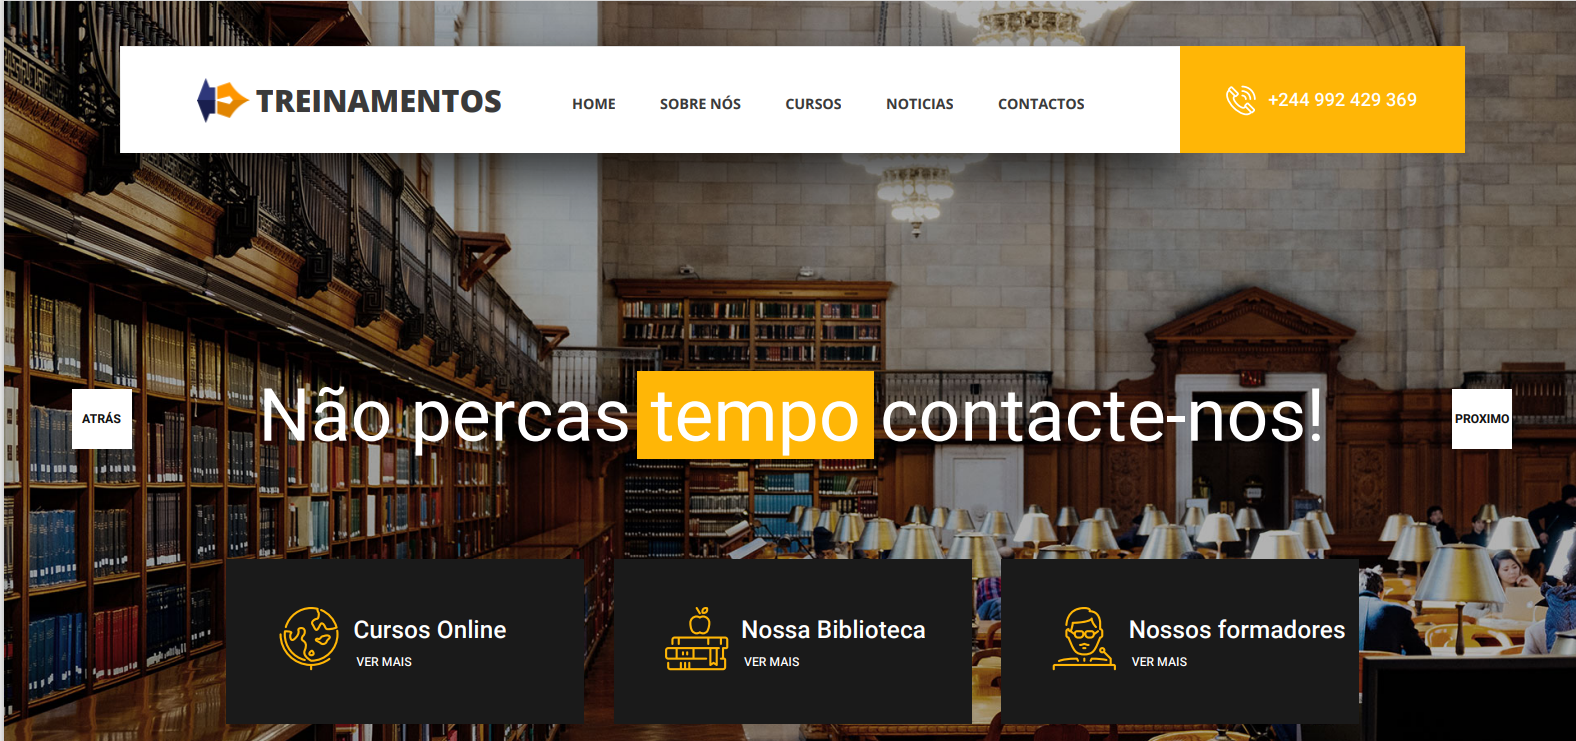 TREINAMENTOS
HOME SOBRE NÓS CURSOS NOTICIAS CONTACTOS
+244 992 429 369
ATRÁS
Não percas tempo contacte-nos!
PROXIMO
Cursos Online
VER MAIS
Nossa Biblioteca
VER MAIS
Nossos formadores
VER MAIS